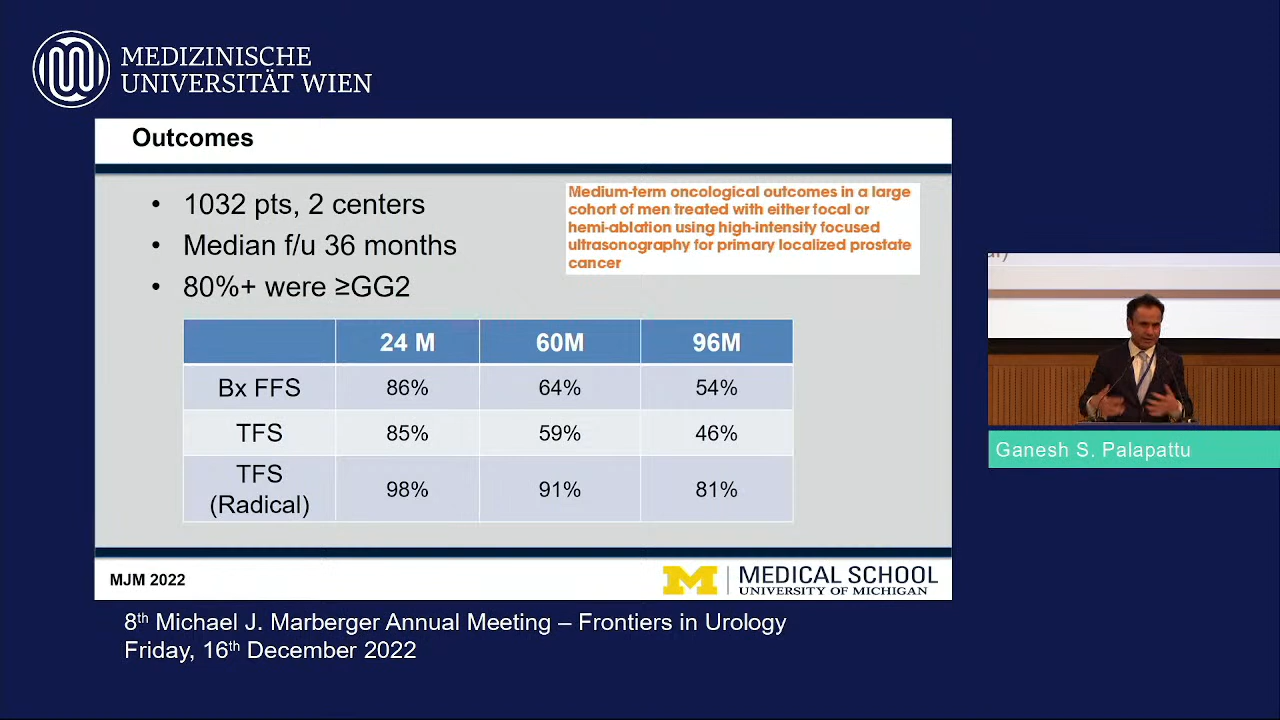 MEDIZINISCHE
UNIVERSITÄT WIEN
Outcomes
• 1032 pts, 2 centers
• Median f/u 36 months
• 80%+ were ≥GG2
Medium-term oncological outcomes in a large
cohort of men treated with either focal or
hemi-ablation using high-intensity focused
ultrasonography for primary localized prostate
cancer
24 M 60M 96M
Bx FFS 86% 64% 54%
TFS 85% 59% 46%
TFS
(Radical) 98% 91% 81%
MJM 2022
M MEDICAL SCHOOL
UNIVERSITY OF MICHIGAN
Ganesh S. Palapattu
8th Michael J. Marberger Annual Meeting – Frontiers in Urology
Friday, 16th December 2022